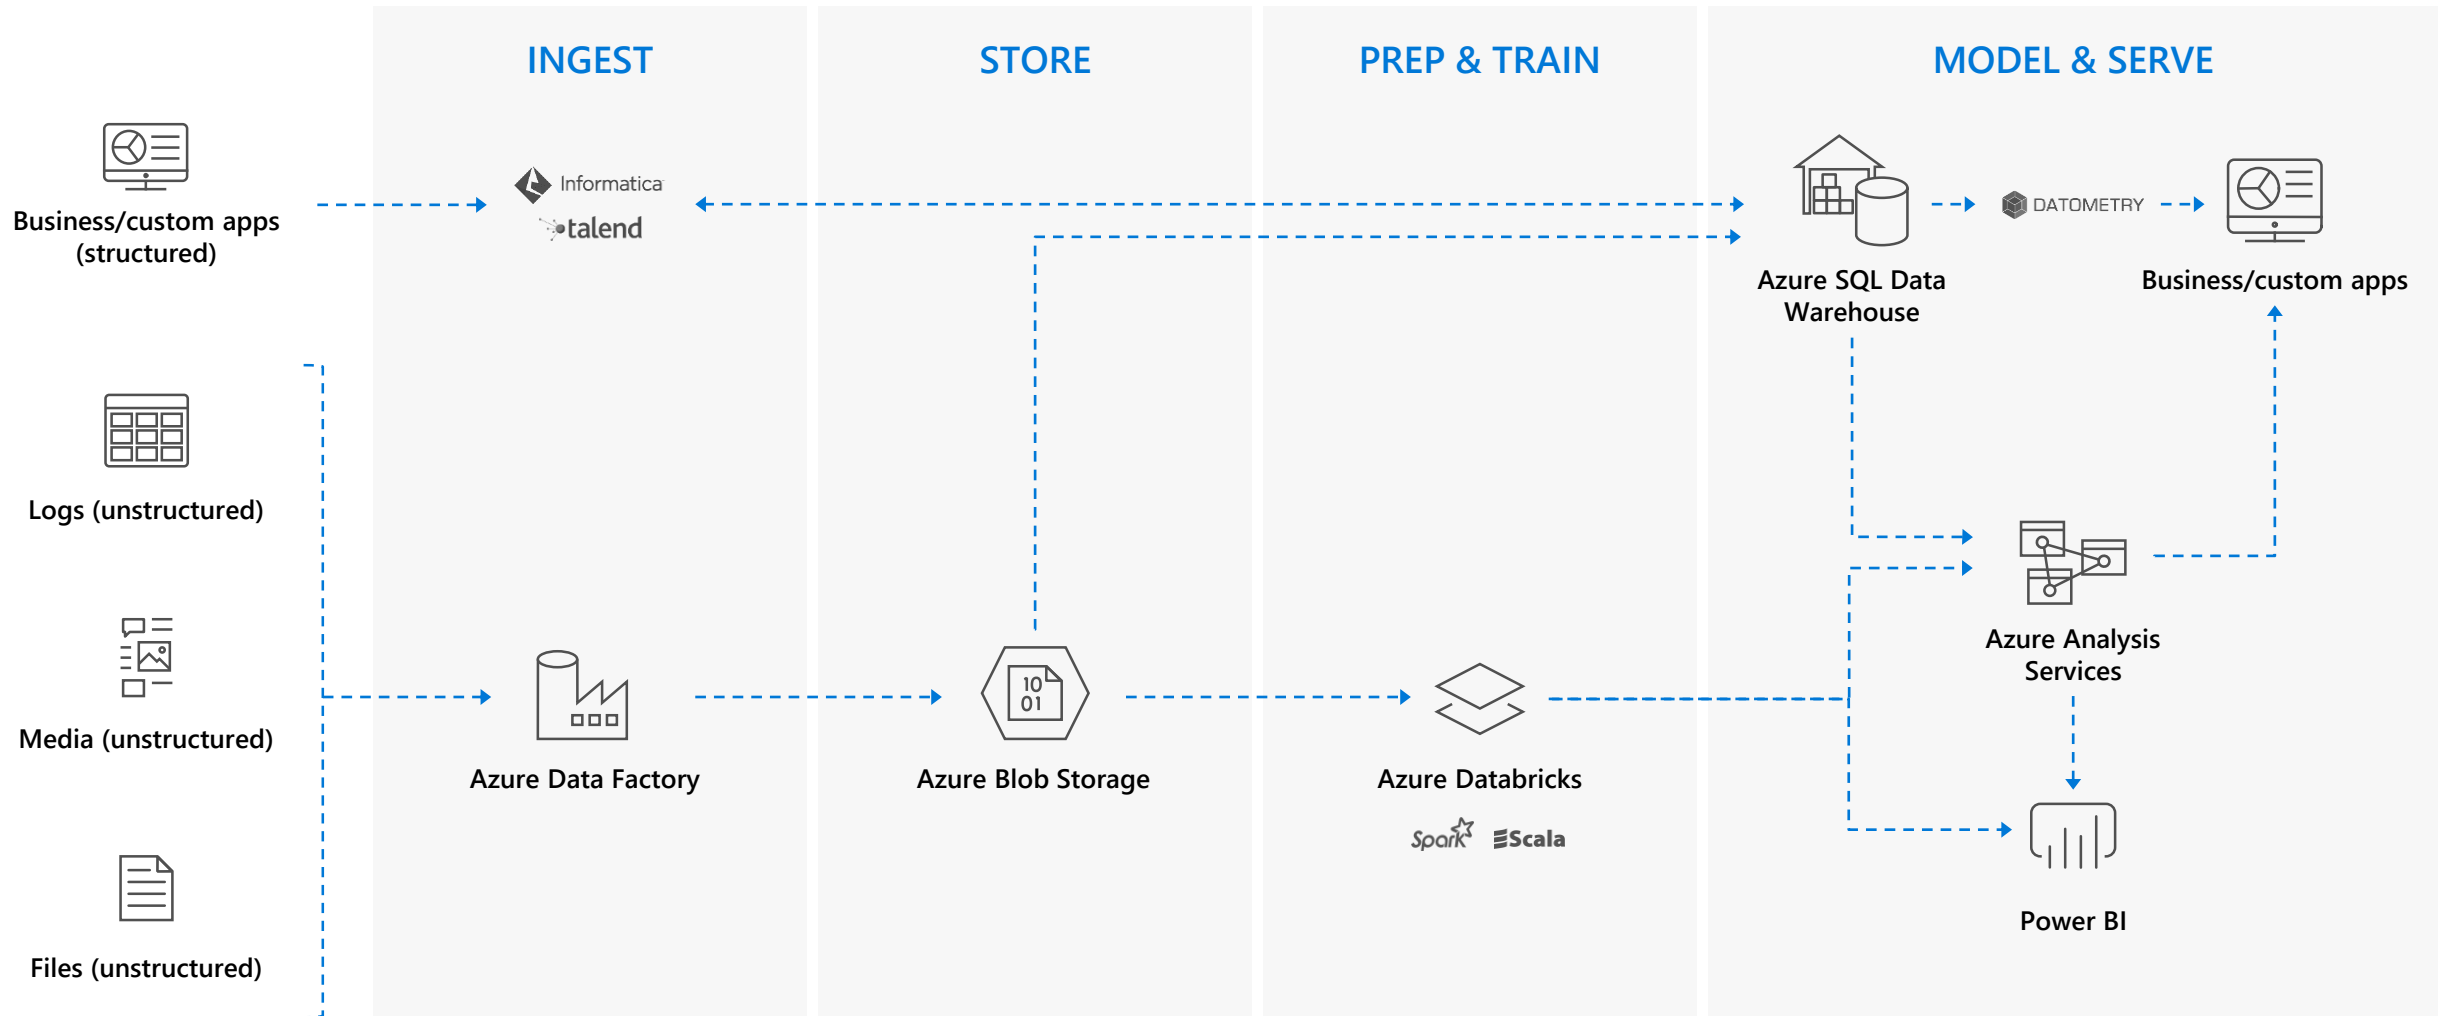 INGEST
STORE
PREP & TRAIN
MODEL & SERVE
Business/custom apps
(structured)
Informatica
talend
Azure SQL Data
Warehouse
DATOMETRY
Business/custom apps
Logs (unstructured)
Media (unstructured)
Files (unstructured)
Azure Data Factory
10
01
Azure Blob Storage
Azure Databricks
Spark
Scala
Azure Analysis
Services
Power BI